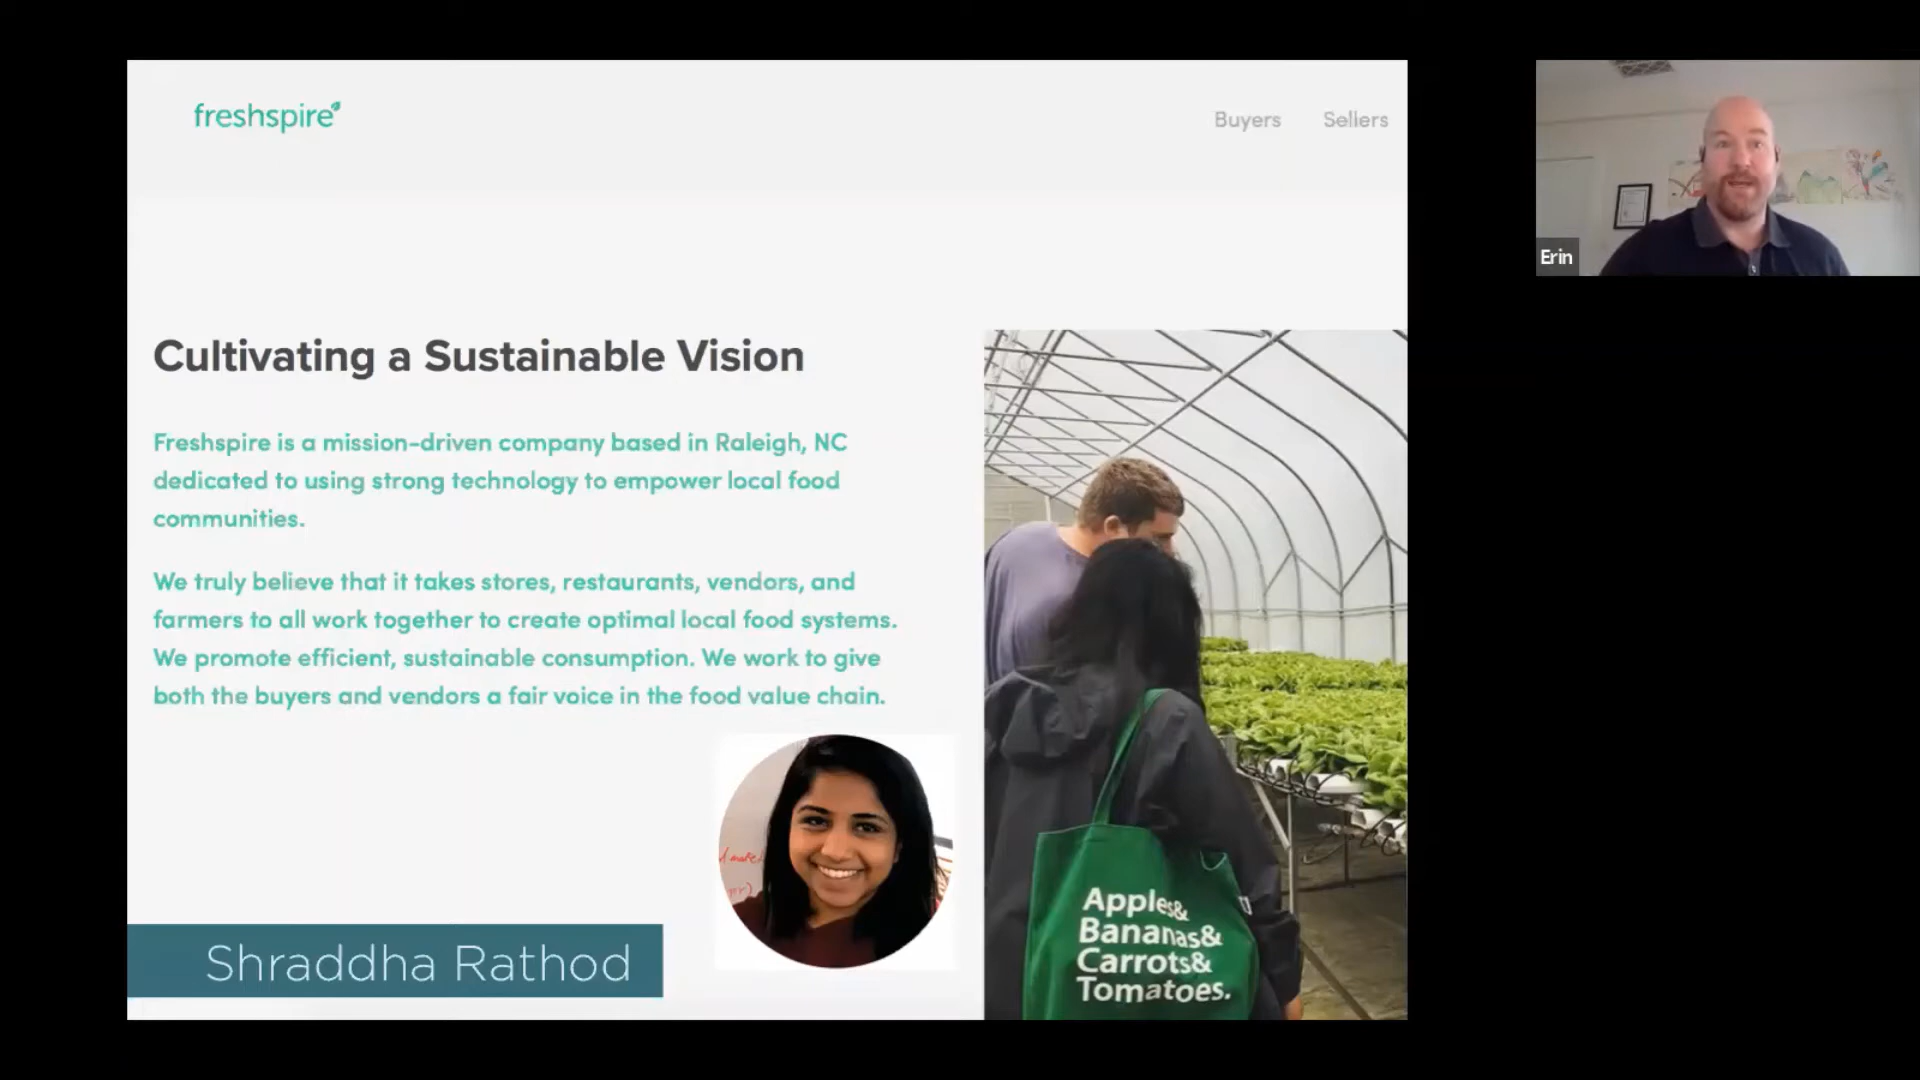 freshspire
Buyers
Sellers
Erin
Cultivating a Sustainable Vision
Freshspire is a mission-driven company based in Raleigh, NC
dedicated to using strong technology to empower local food
communities.
We truly believe that it takes stores, restaurants, vendors, and
farmers to all work together to create optimal local food systems.
We promote efficient, sustainable consumption. We work to give
both the buyers and vendors a fair voice in the food value chain.
Shraddha Rathod
Apples&
Bananas&
Carrots&
Tomatoes.